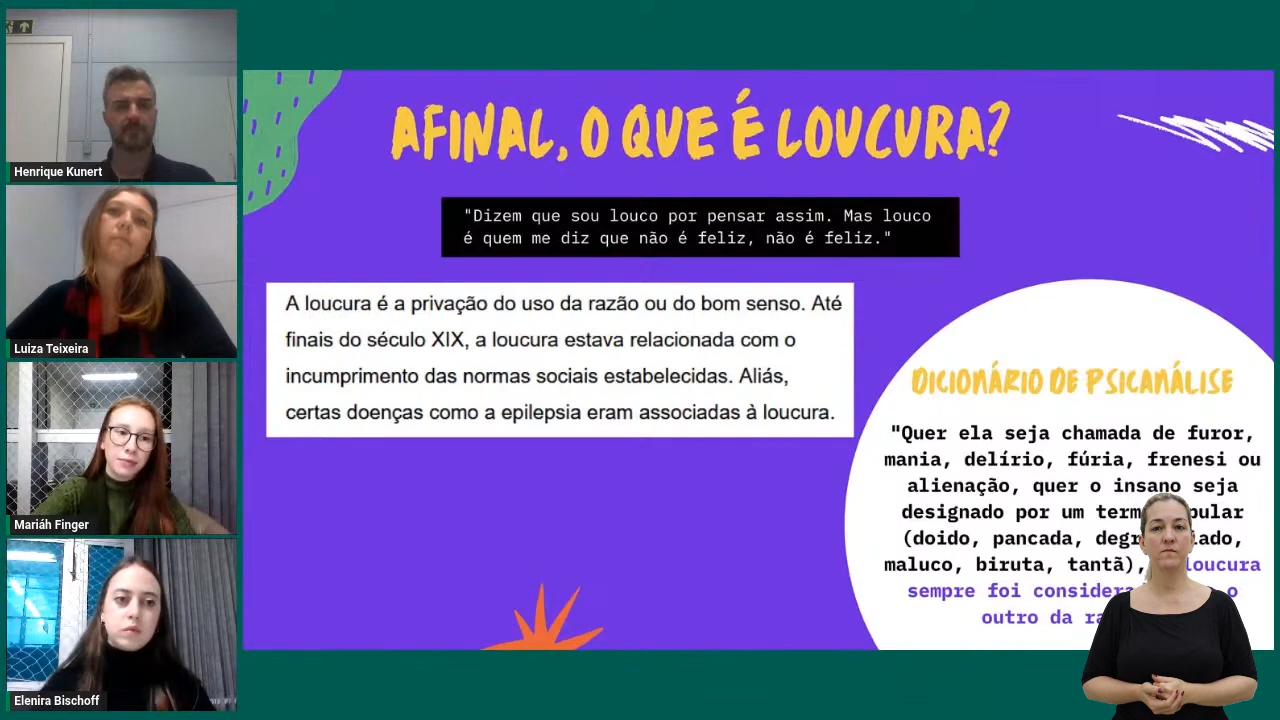 Henrique Kunert
Luiza Teixeira
Mariáh Finger
Elenira Bischoff
AFINAL, O QUE É LOUCURA?
"Dizem que sou louco por pensar assim. Mas louco
é quem me diz que não é feliz, não é feliz."
A loucura é a privação do uso da razão ou do bom senso. Até
finais do século XIX, a loucura estava relacionada com o
incumprimento das normas sociais estabelecidas. Aliás,
certas doenças como a epilepsia eram associadas à loucura.
DICIONÁRIO DE PSICANÁLISE
"Quer ela seja chamada de furor,
mania, delírio, fúria, frenesi ou
alienação, quer o insano seja
designado por um
(doido, pancada,
maluco, biruta, tantã), loucura
sempre foi o
outro da